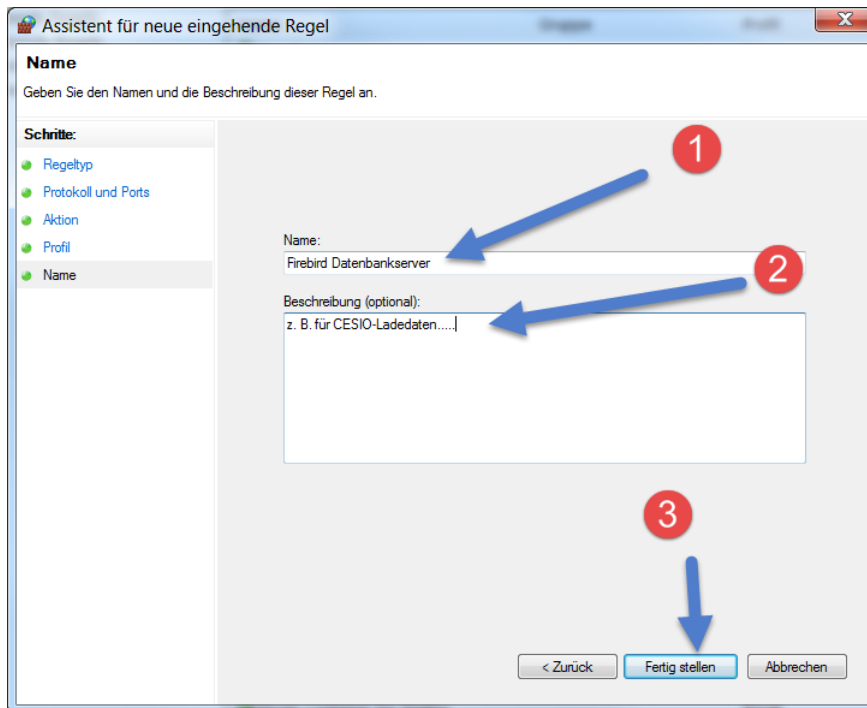 Assistent für neue eingehende Regel
Name
Geben Sie den Namen und die Beschreibung dieser Regel an.
Schritte:
Regeltyp
Protokoll und Ports
Aktion
Profil
Name
1
Name:
Firebird Datenbankserver
2
Beschreibung (optional):
z. B. für CESIO-Ladedaten.....
3
< Zurück
Fertig stellen
Abbrechen